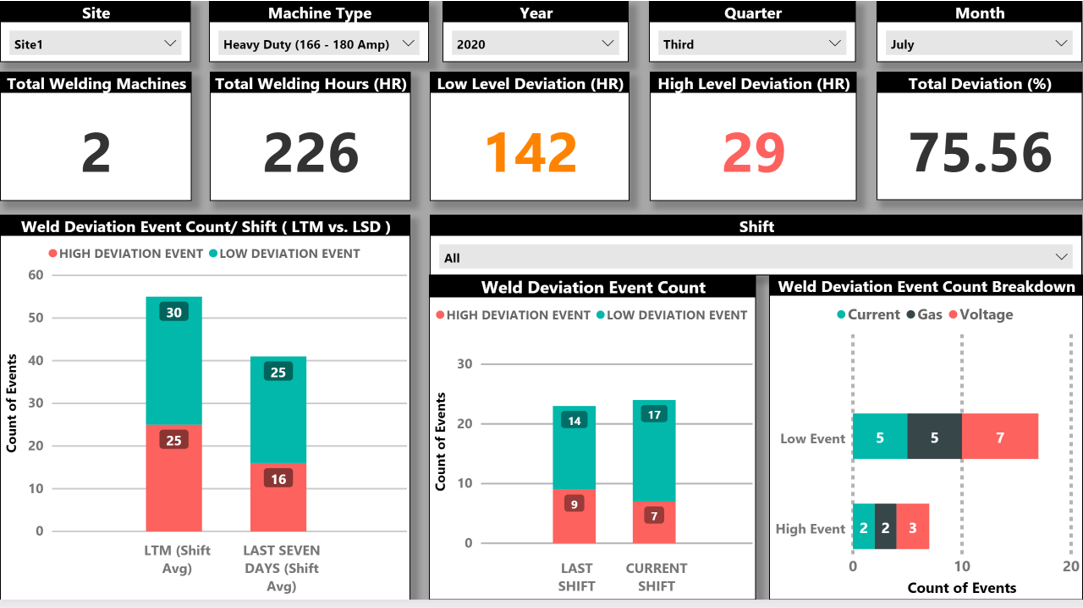 Site
Machine Type
Year
Quarter
Month
Site1
Heavy Duty (166 - 180 Amp)
2020
Third
July
Total Welding Machines
Total Welding Hours (HR)
Low Level Deviation (HR)
High Level Deviation (HR)
Total Deviation (%)
2
226
142
29
75.56
Weld Deviation Event Count/ Shift ( LTM vs. LSD )
HIGH DEVIATION EVENT LOW DEVIATION EVENT
Count of Events
60
50
40
30
20
10
0
30
25
25
16
LTM (Shift
Avg)
LAST SEVEN
DAYS (Shift
Avg)
Shift
All
Weld Deviation Event Count
HIGH DEVIATION EVENT LOW DEVIATION EVENT
Count of Events
30
20
10
0
14
9
17
7
LAST
SHIFT
CURRENT
SHIFT
Weld Deviation Event Count Breakdown
Current Gas Voltage
Low Event
5 5 7
High Event
2 2 3
0 10 20
Count of Events